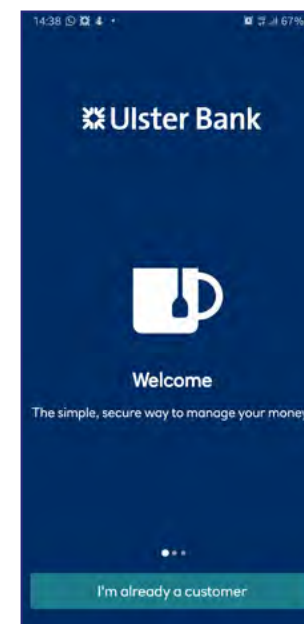 14:38 67%
Ulster Bank
Welcome
The simple, secure way to manage your money
I'm already a customer